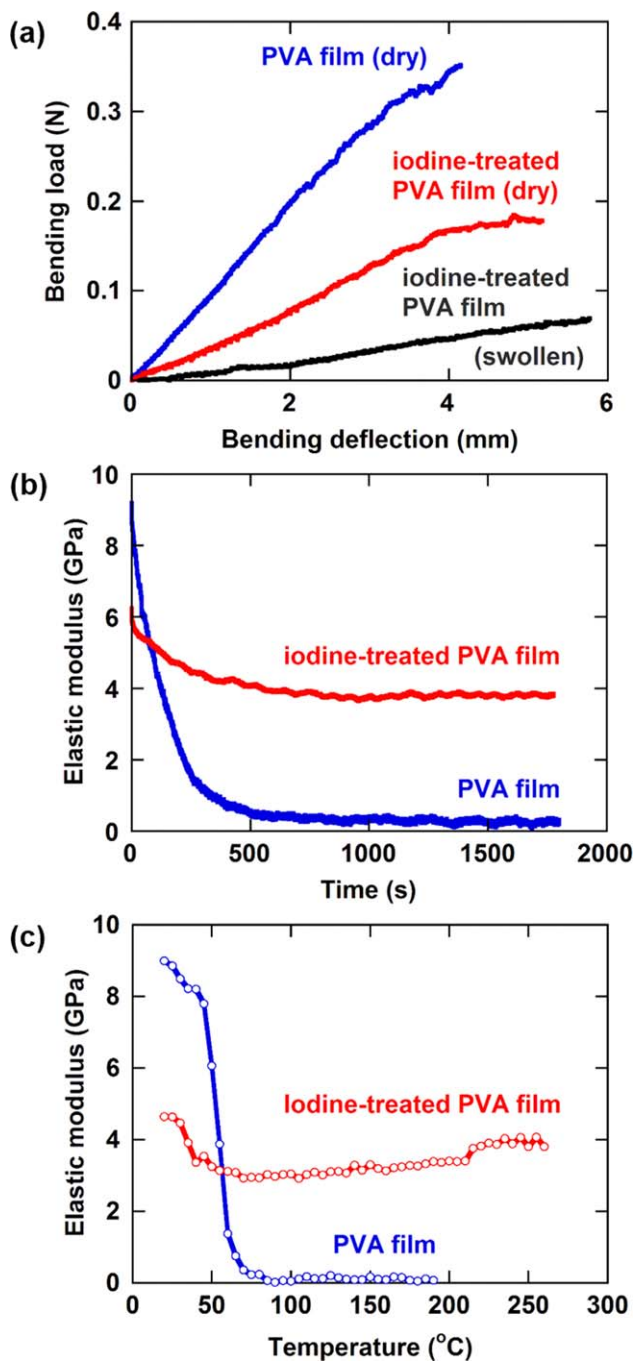 (a)
0.4
0.3
0.2
0.1
0
Bending load (N)
PVA film (dry)
iodine-treated
PVA film (dry)
iodine-treated
PVA film
(swollen)
0 2 4 6
Bending deflection (mm)
(b)
10
8
6
4
2
0
Elastic modulus (GPa)
iodine-treated PVA film
PVA film
0 500 1000 1500 2000
Time (s)
(c)
10
8
6
4
2
0
Elastic modulus (GPa)
Iodine-treated PVA film
PVA film
0 50 100 150 200 250 300
Temperature (°C)